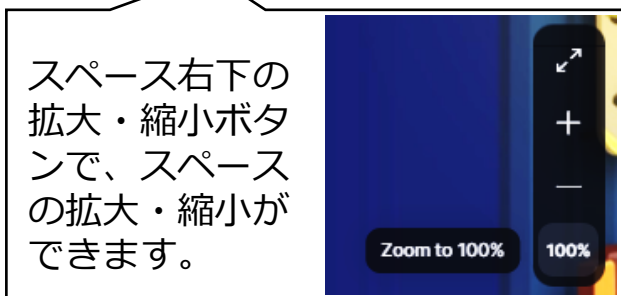 スペース右下の
拡大・縮小ボタ
ンで、スペース
の拡大・縮小が
できます。
Zoom to 100%
100%